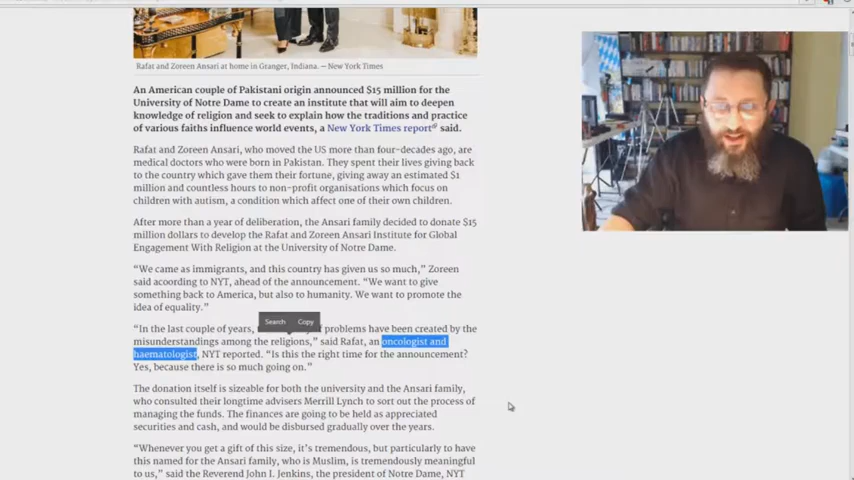 Rafat and Zoreen Ansari at home in Granger, Indiana. — New York Times
An American couple of Pakistani origin announced $15 million for the
University of Notre Dame to create an institute that will aim to deepen
knowledge of religion and seek to explain how the traditions and practice
of various faiths influence world events, a New York Times report said.
Rafat and Zoreen Ansari, who moved the US more than four-decades ago, are
medical doctors who were born in Pakistan. They spent their lives giving back
to the country which gave them their fortune, giving away an estimated $1
million and countless hours to non-profit organisations which focus on
children with autism, a condition which affect one of their own children.
After more than a year of deliberation, the Ansari family decided to donate $15
million dollars to develop the Rafat and Zoreen Ansari Institute for Global
Engagement With Religion at the University of Notre Dame.
“We came as immigrants, and this country has given us so much,” Zoreen
said acoording to NYT, ahead of the announcement. “We want to give
something back to America, but also to humanity. We want to promote the
idea of equality.”
Search Copy
“In the last couple of years, of problems have been created by the
misunderstandings among the religions,” said Rafat, an oncologist and
haematologist, NYT reported. “Is this the right time for the announcement?
Yes, because there is so much going on.”
The donation itself is sizeable for both the university and the Ansari family,
who consulted their longtime advisers Merrill Lynch to sort out the process of
managing the funds. The finances are going to be held as appreciated
securities and cash, and would be disbursed gradually over the years.
“Whenever you get a gift of this size, it’s tremendous, but particularly to have
this named for the Ansari family, who is Muslim, is tremendously meaningful
to us,” said the Reverend John I. Jenkins, the president of Notre Dame, NYT